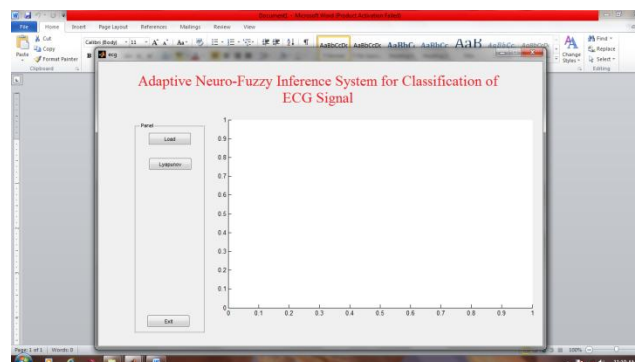 Document1 - Microsoft Word (Product Activation Failed)
File Home Insert Page Layout References Mailings Review View
Cut
Copy
Format Painter
Paste
Clipboard
Calibri (Body) 11
AaBbCcDc AaBbCcDc AaBbC AaBbCc AaB AaBbCc
Change Styles
Find
Replace
Select
Editing
ecg
Adaptive Neuro-Fuzzy Inference System for Classification of
ECG Signal
Panel
Load
Lyapunov
Exit
1
0.9
0.8
0.7
0.6
0.5
0.4
0.3
0.2
0.1
0
0 0.1 0.2 0.3 0.4 0.5 0.6 0.7 0.8 0.9 1
Page: 1 of 1 Words: 0
100%